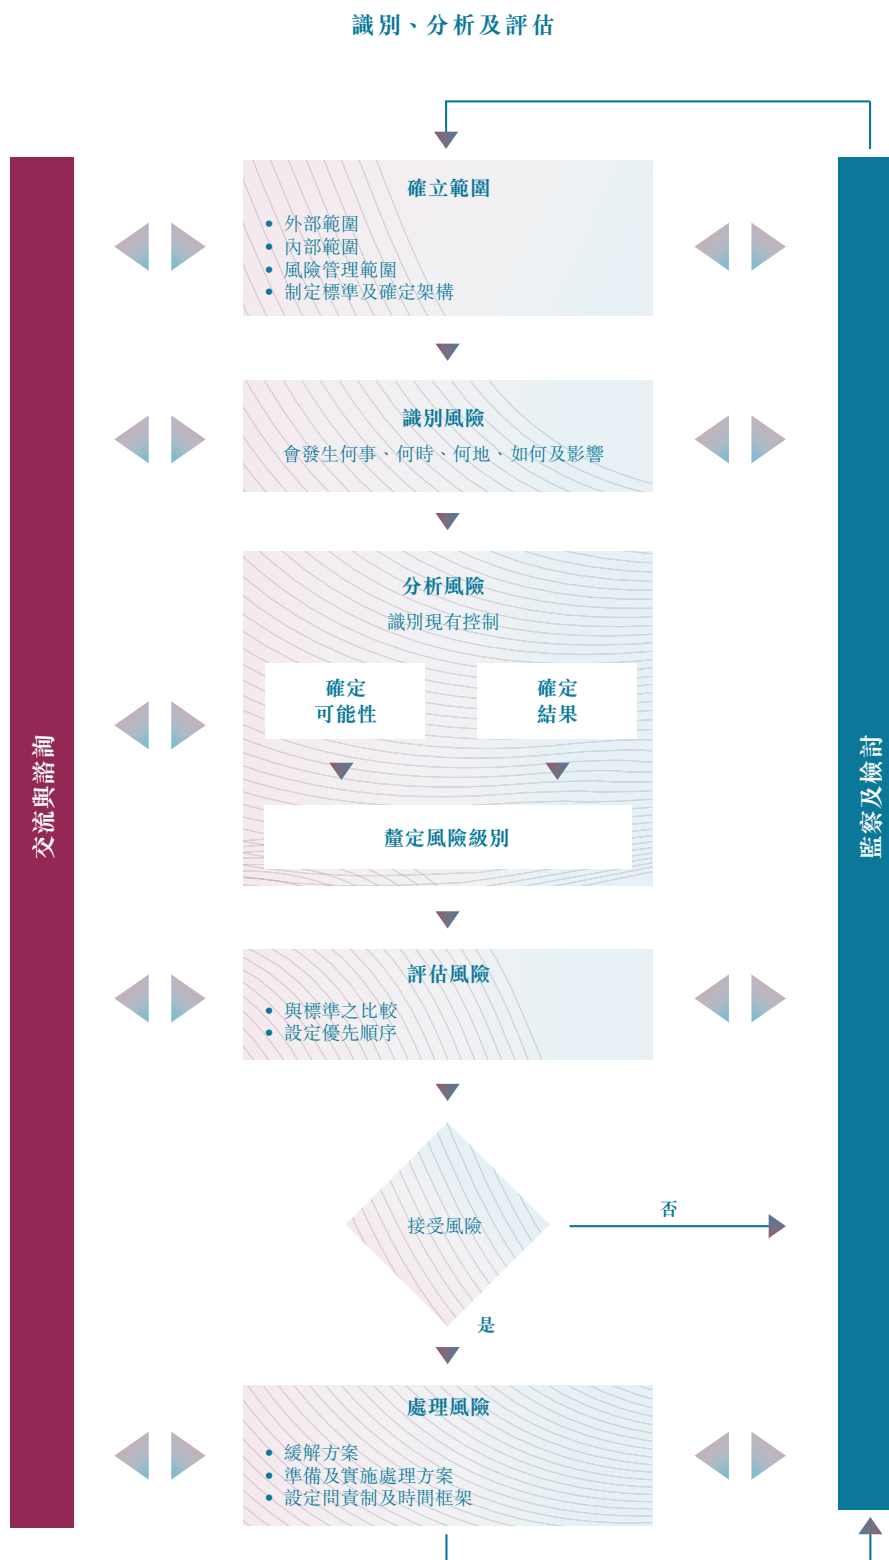 識別、分析及評估
確立範圍
外部範圍
內部範圍
風險管理範圍
制定標準及確定架構
識別風險
會發生何事、何時、何地、如何及影響
分析風險
識別現有控制
確定
可能性
確定
結果
釐定風險級別
交流與諮詢
監察及檢討
評估風險
與標準之比較
設定優先順序
接受風險
否
是
處理風險
緩解方案
準備及實施處理方案
設定問責制及時間框架